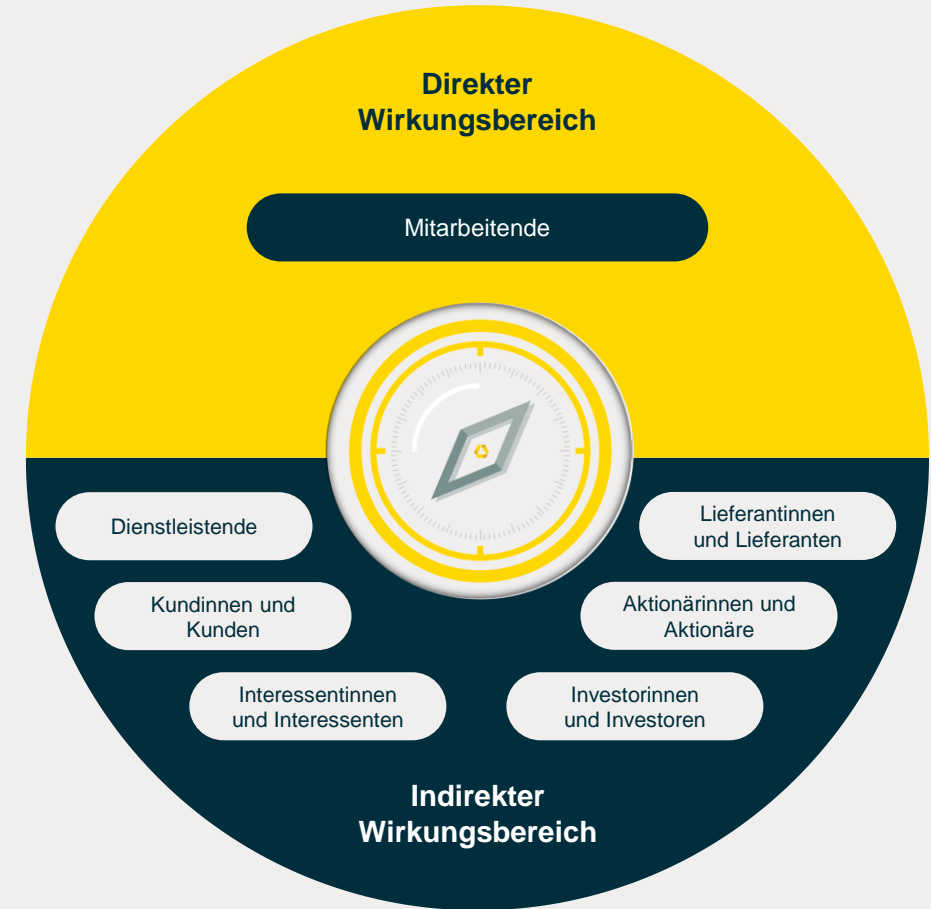 Direkter
Wirkungsbereich
Mitarbeitende
Dienstleistende
Lieferantinnen
und Lieferanten
Kundinnen und
Kunden
Aktionärinnen und
Aktionäre
Interessentinnen
und Interessenten
Investorinnen
und Investoren
Indirekter
Wirkungsbereich